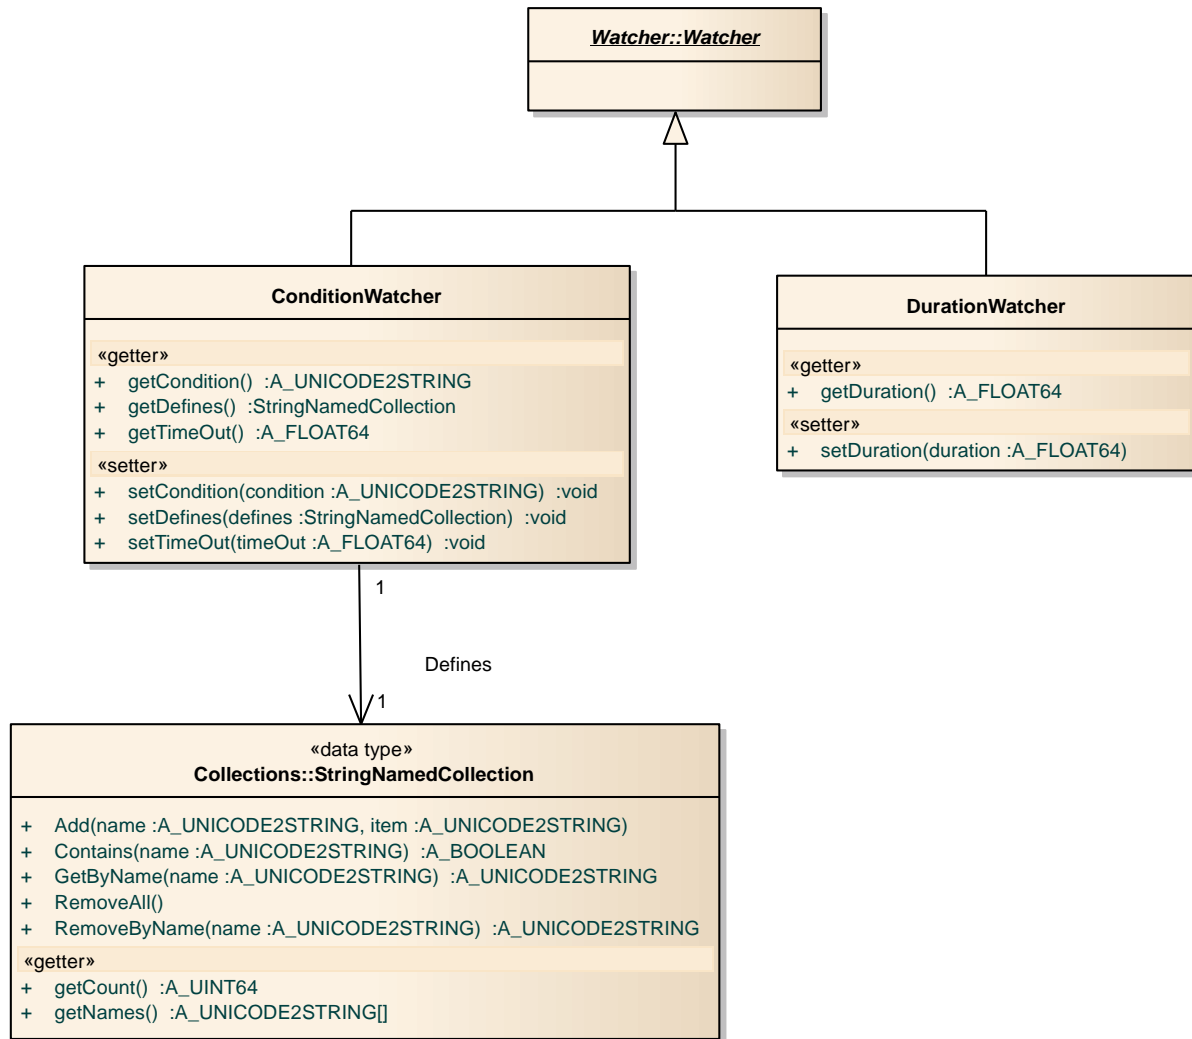 Watcher::Watcher
ConditionWatcher
«getter»
+ getCondition() :A_UNICODE2STRING
+ getDefines() :StringNamedCollection
+ getTimeOut() :A_FLOAT64
«setter»
+ setCondition(condition :A_UNICODE2STRING) :void
+ setDefines(defines :StringNamedCollection) :void
+ setTimeOut(timeOut :A_FLOAT64) :void
DurationWatcher
«getter»
+ getDuration() :A_FLOAT64
«setter»
+ setDuration(duration :A_FLOAT64)
1
Defines
1
«data type»
Collections::StringNamedCollection
+ Add(name :A_UNICODE2STRING, item :A_UNICODE2STRING)
+ Contains(name :A_UNICODE2STRING) :A_BOOLEAN
+ GetByName(name :A_UNICODE2STRING) :A_UNICODE2STRING
+ RemoveAll()
+ RemoveByName(name :A_UNICODE2STRING) :A_UNICODE2STRING
«getter»
+ getCount() :A_UINT64
+ getNames() :A_UNICODE2STRING[]